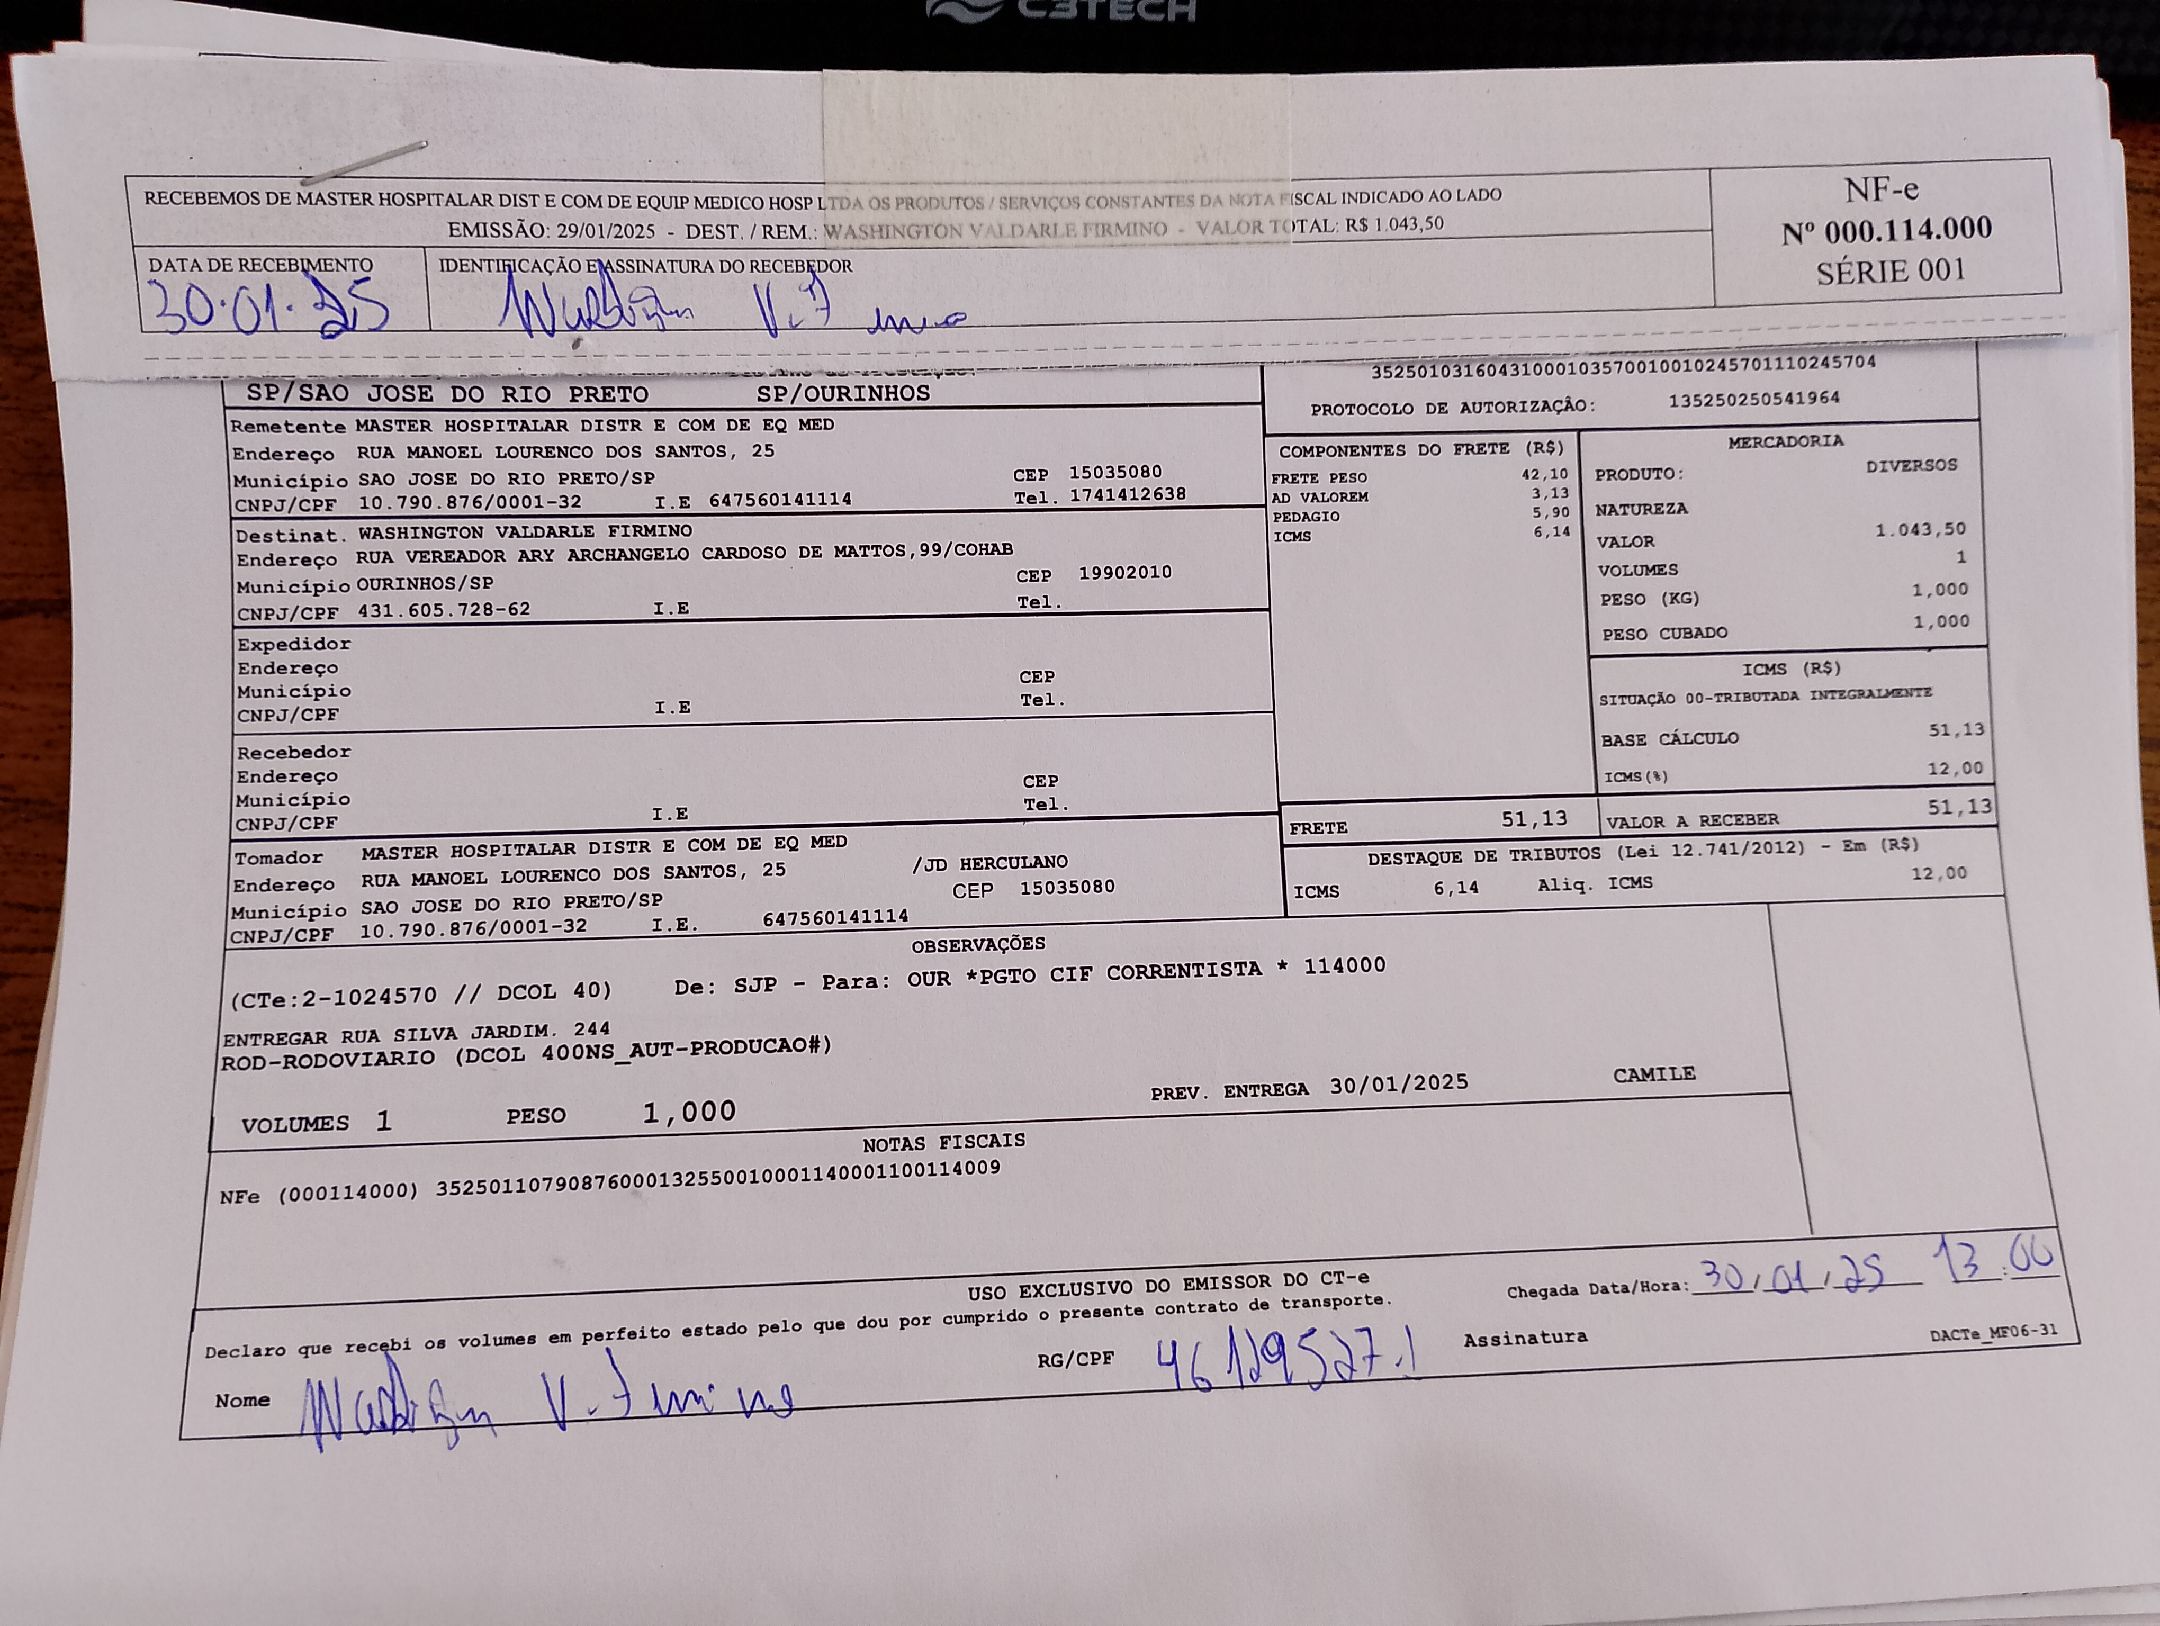 C3TECH
RECEBEMOS DE MASTER HOSPITALAR DIST E COM DE EQUIP MEDICO HOSP LTDA OS PRODUTOS / SERVIÇOS CONSTANTES DA NOTA FISCAL INDICADO AO LADO
EMISSÃO: 29/01/2025 - DEST. / REM.: WASHINGTON VALDARLE FIRMINO - VALOR TOTAL: R$ 1.043,50
NF-e
Nº 000.114.000
SÉRIE 001
DATA DE RECEBIMENTO
30.01.25
IDENTIFICAÇÃO E ASSINATURA DO RECEBEDOR
SP/SAO JOSE DO RIO PRETO SP/OURINHOS
35250103160431000103570010010245701110245704
PROTOCOLO DE AUTORIZAÇÂO: 135250250541964
Remetente MASTER HOSPITALAR DISTR E COM DE EQ MED
Endereço RUA MANOEL LOURENCO DOS SANTOS, 25
Município SAO JOSE DO RIO PRETO/SP CEP 15035080
CNPJ/CPF 10.790.876/0001-32 I.E 647560141114 Tel. 1741412638
Destinat. WASHINGTON VALDARLE FIRMINO
Endereço RUA VEREADOR ARY ARCHANGELO CARDOSO DE MATTOS,99/COHAB
Município OURINHOS/SP CEP 19902010
CNPJ/CPF 431.605.728-62 I.E Tel.
Expedidor
Endereço
Município CEP
CNPJ/CPF I.E Tel.
Recebedor
Endereço
Município CEP
CNPJ/CPF I.E Tel.
Tomador MASTER HOSPITALAR DISTR E COM DE EQ MED
Endereço RUA MANOEL LOURENCO DOS SANTOS, 25 /JD HERCULANO
Município SAO JOSE DO RIO PRETO/SP CEP 15035080
CNPJ/CPF 10.790.876/0001-32 I.E. 647560141114
COMPONENTES DO FRETE (R$)
FRETE PESO 42,10
AD VALOREM 3,13
PEDAGIO 5,90
ICMS 6,14
MERCADORIA
PRODUTO: DIVERSOS
NATUREZA
VALOR 1.043,50
VOLUMES 1
PESO (KG) 1,000
PESO CUBADO 1,000
ICMS (R$)
SITUAÇÃO 00-TRIBUTADA INTEGRALMENTE
BASE CÁLCULO 51,13
ICMS(%) 12,00
FRETE 51,13 VALOR A RECEBER 51,13
DESTAQUE DE TRIBUTOS (Lei 12.741/2012) - Em (R$)
ICMS 6,14 Aliq. ICMS 12,00
OBSERVAÇÕES
(CTe:2-1024570 // DCOL 40) De: SJP - Para: OUR *PGTO CIF CORRENTISTA * 114000
ENTREGAR RUA SILVA JARDIM. 244
ROD-RODOVIARIO (DCOL 400NS_AUT-PRODUCAO#)
VOLUMES 1 PESO 1,000 PREV. ENTREGA 30/01/2025 CAMILE
NOTAS FISCAIS
NFe (000114000) 35250110790876000132550010001140001100114009
USO EXCLUSIVO DO EMISSOR DO CT-e
Declaro que recebi os volumes em perfeito estado pelo que dou por cumprido o presente contrato de transporte.
Chegada Data/Hora: 30/01/25 13:00
Nome
RG/CPF 46129527.1
Assinatura
DACTe_MF06-31